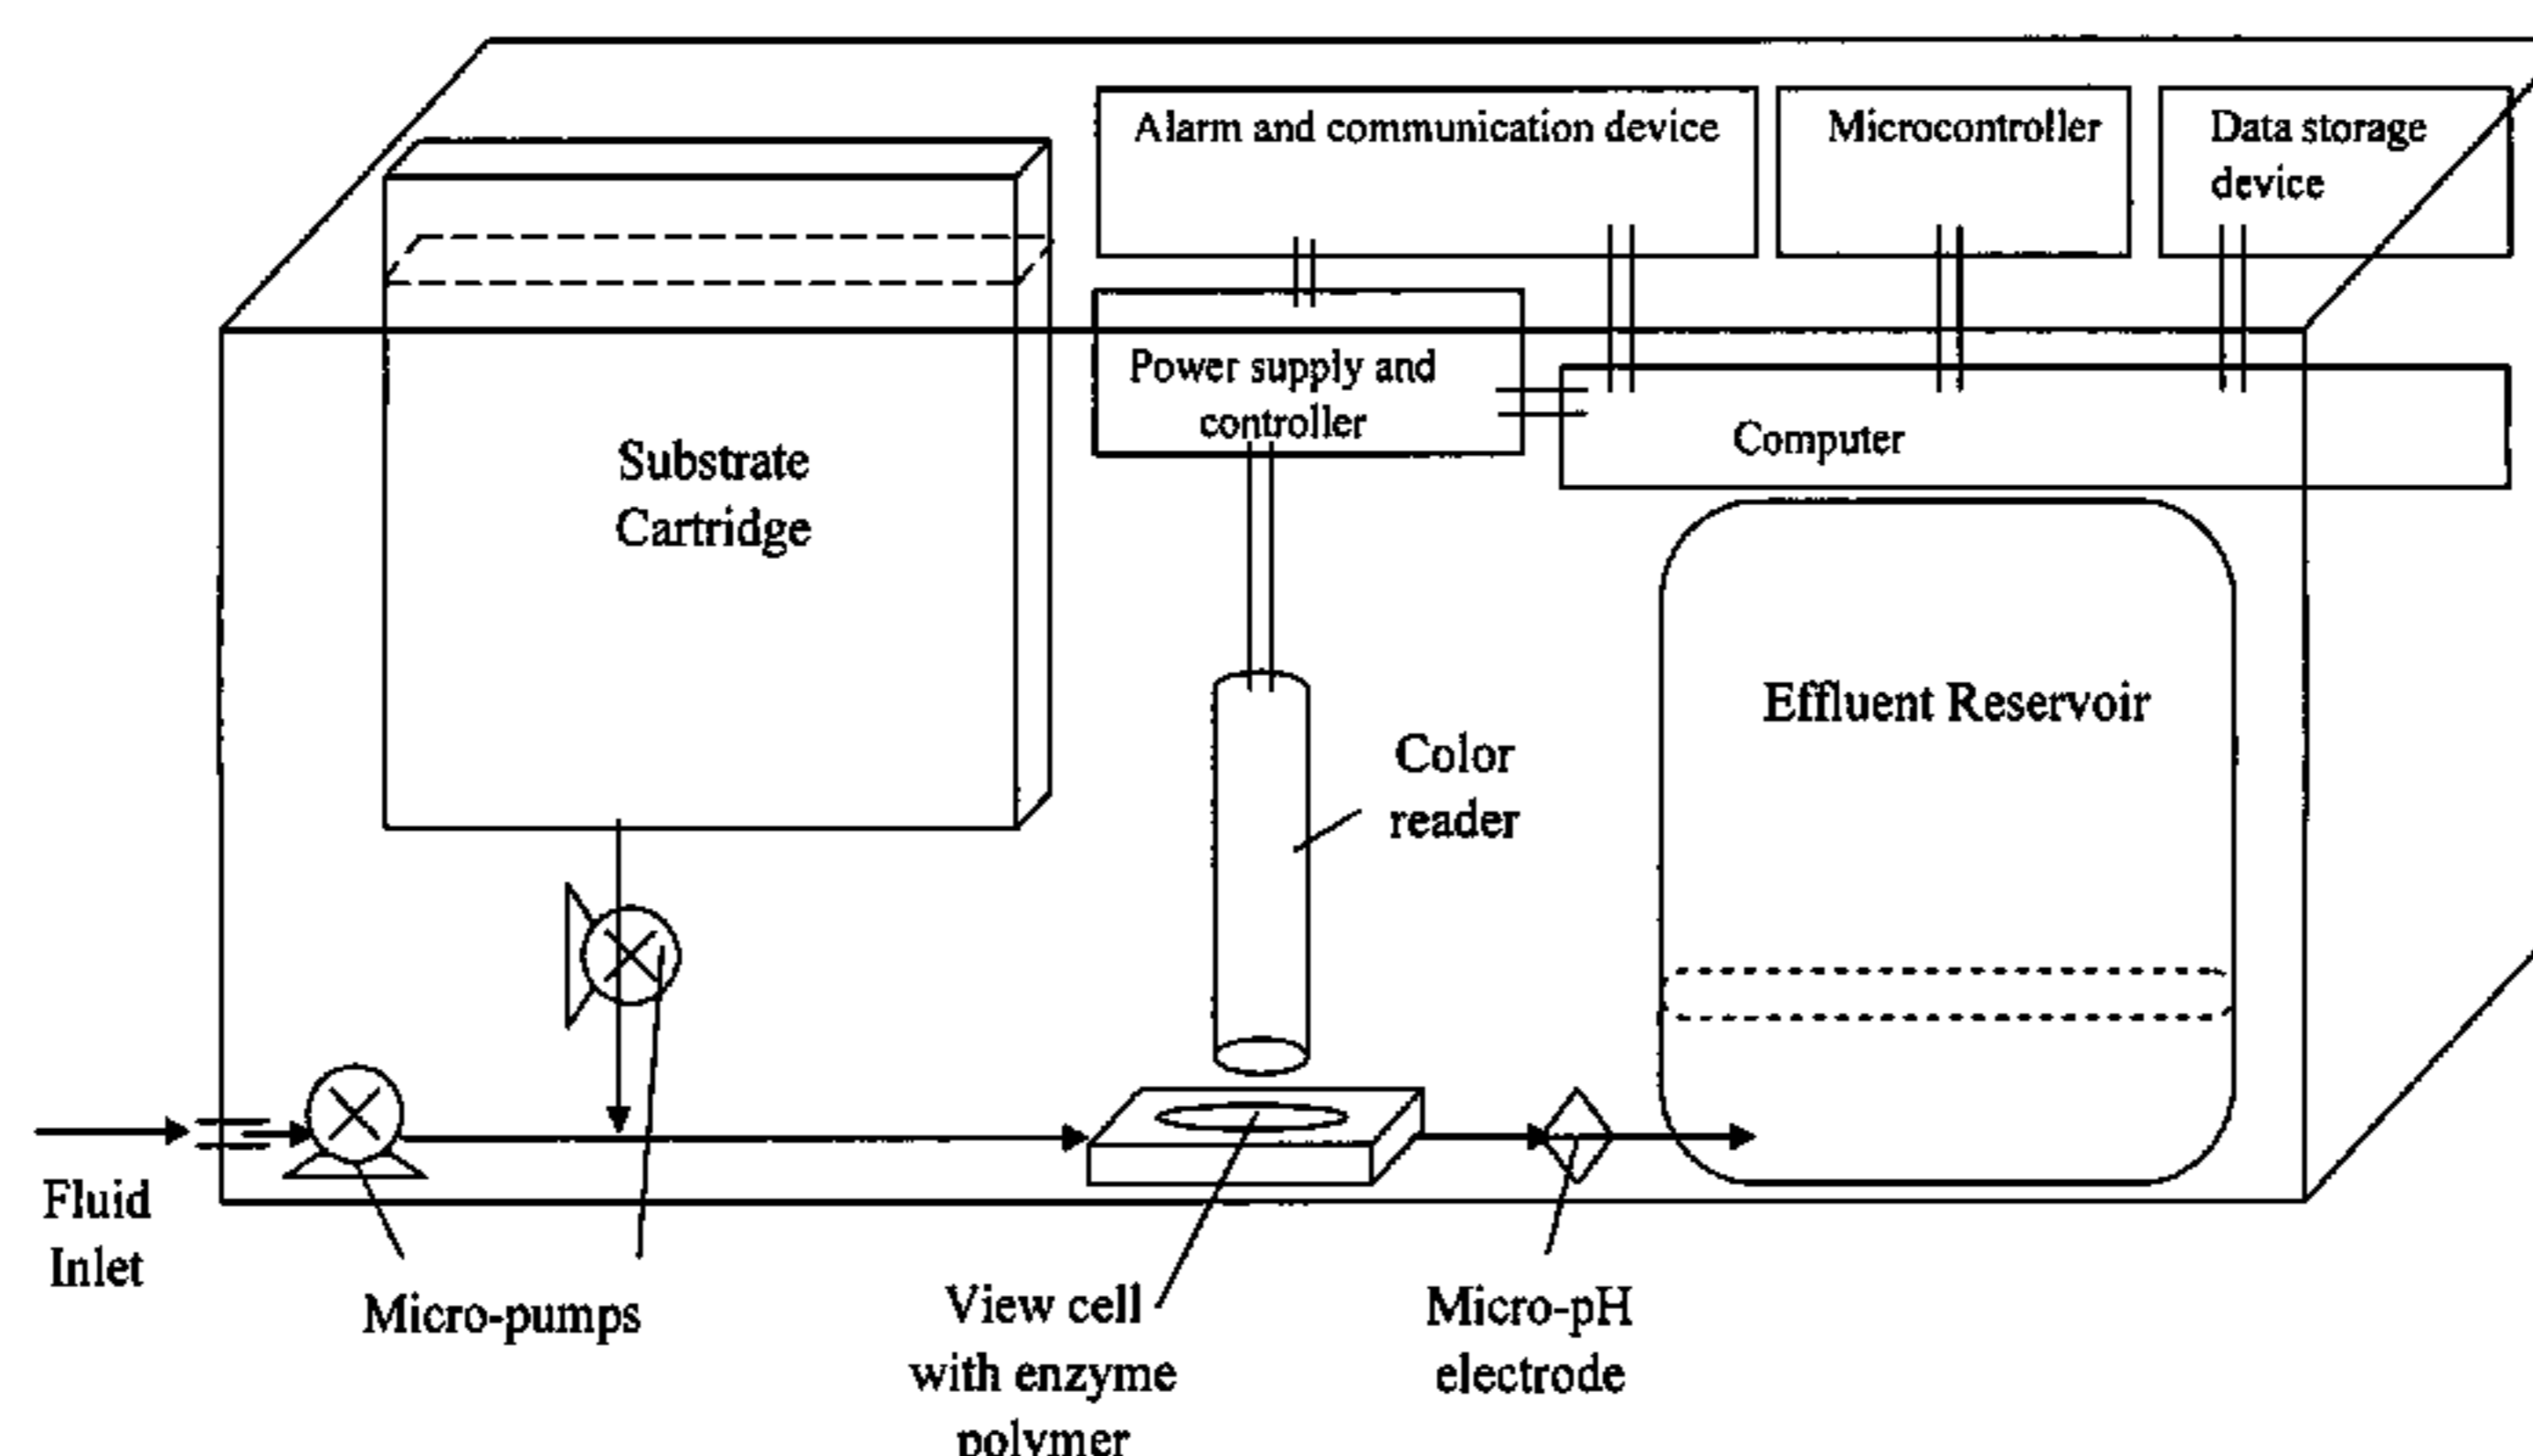 Alarm and communication device
Microcontroller
Data storage
device
Power supply and
controller
Computer
Substrate
Cartridge
Effluent Reservoir
Color
reader
Fluid
Inlet
Micro-pumps
View cell
with enzyme
polymer
Micro-pH
electrode